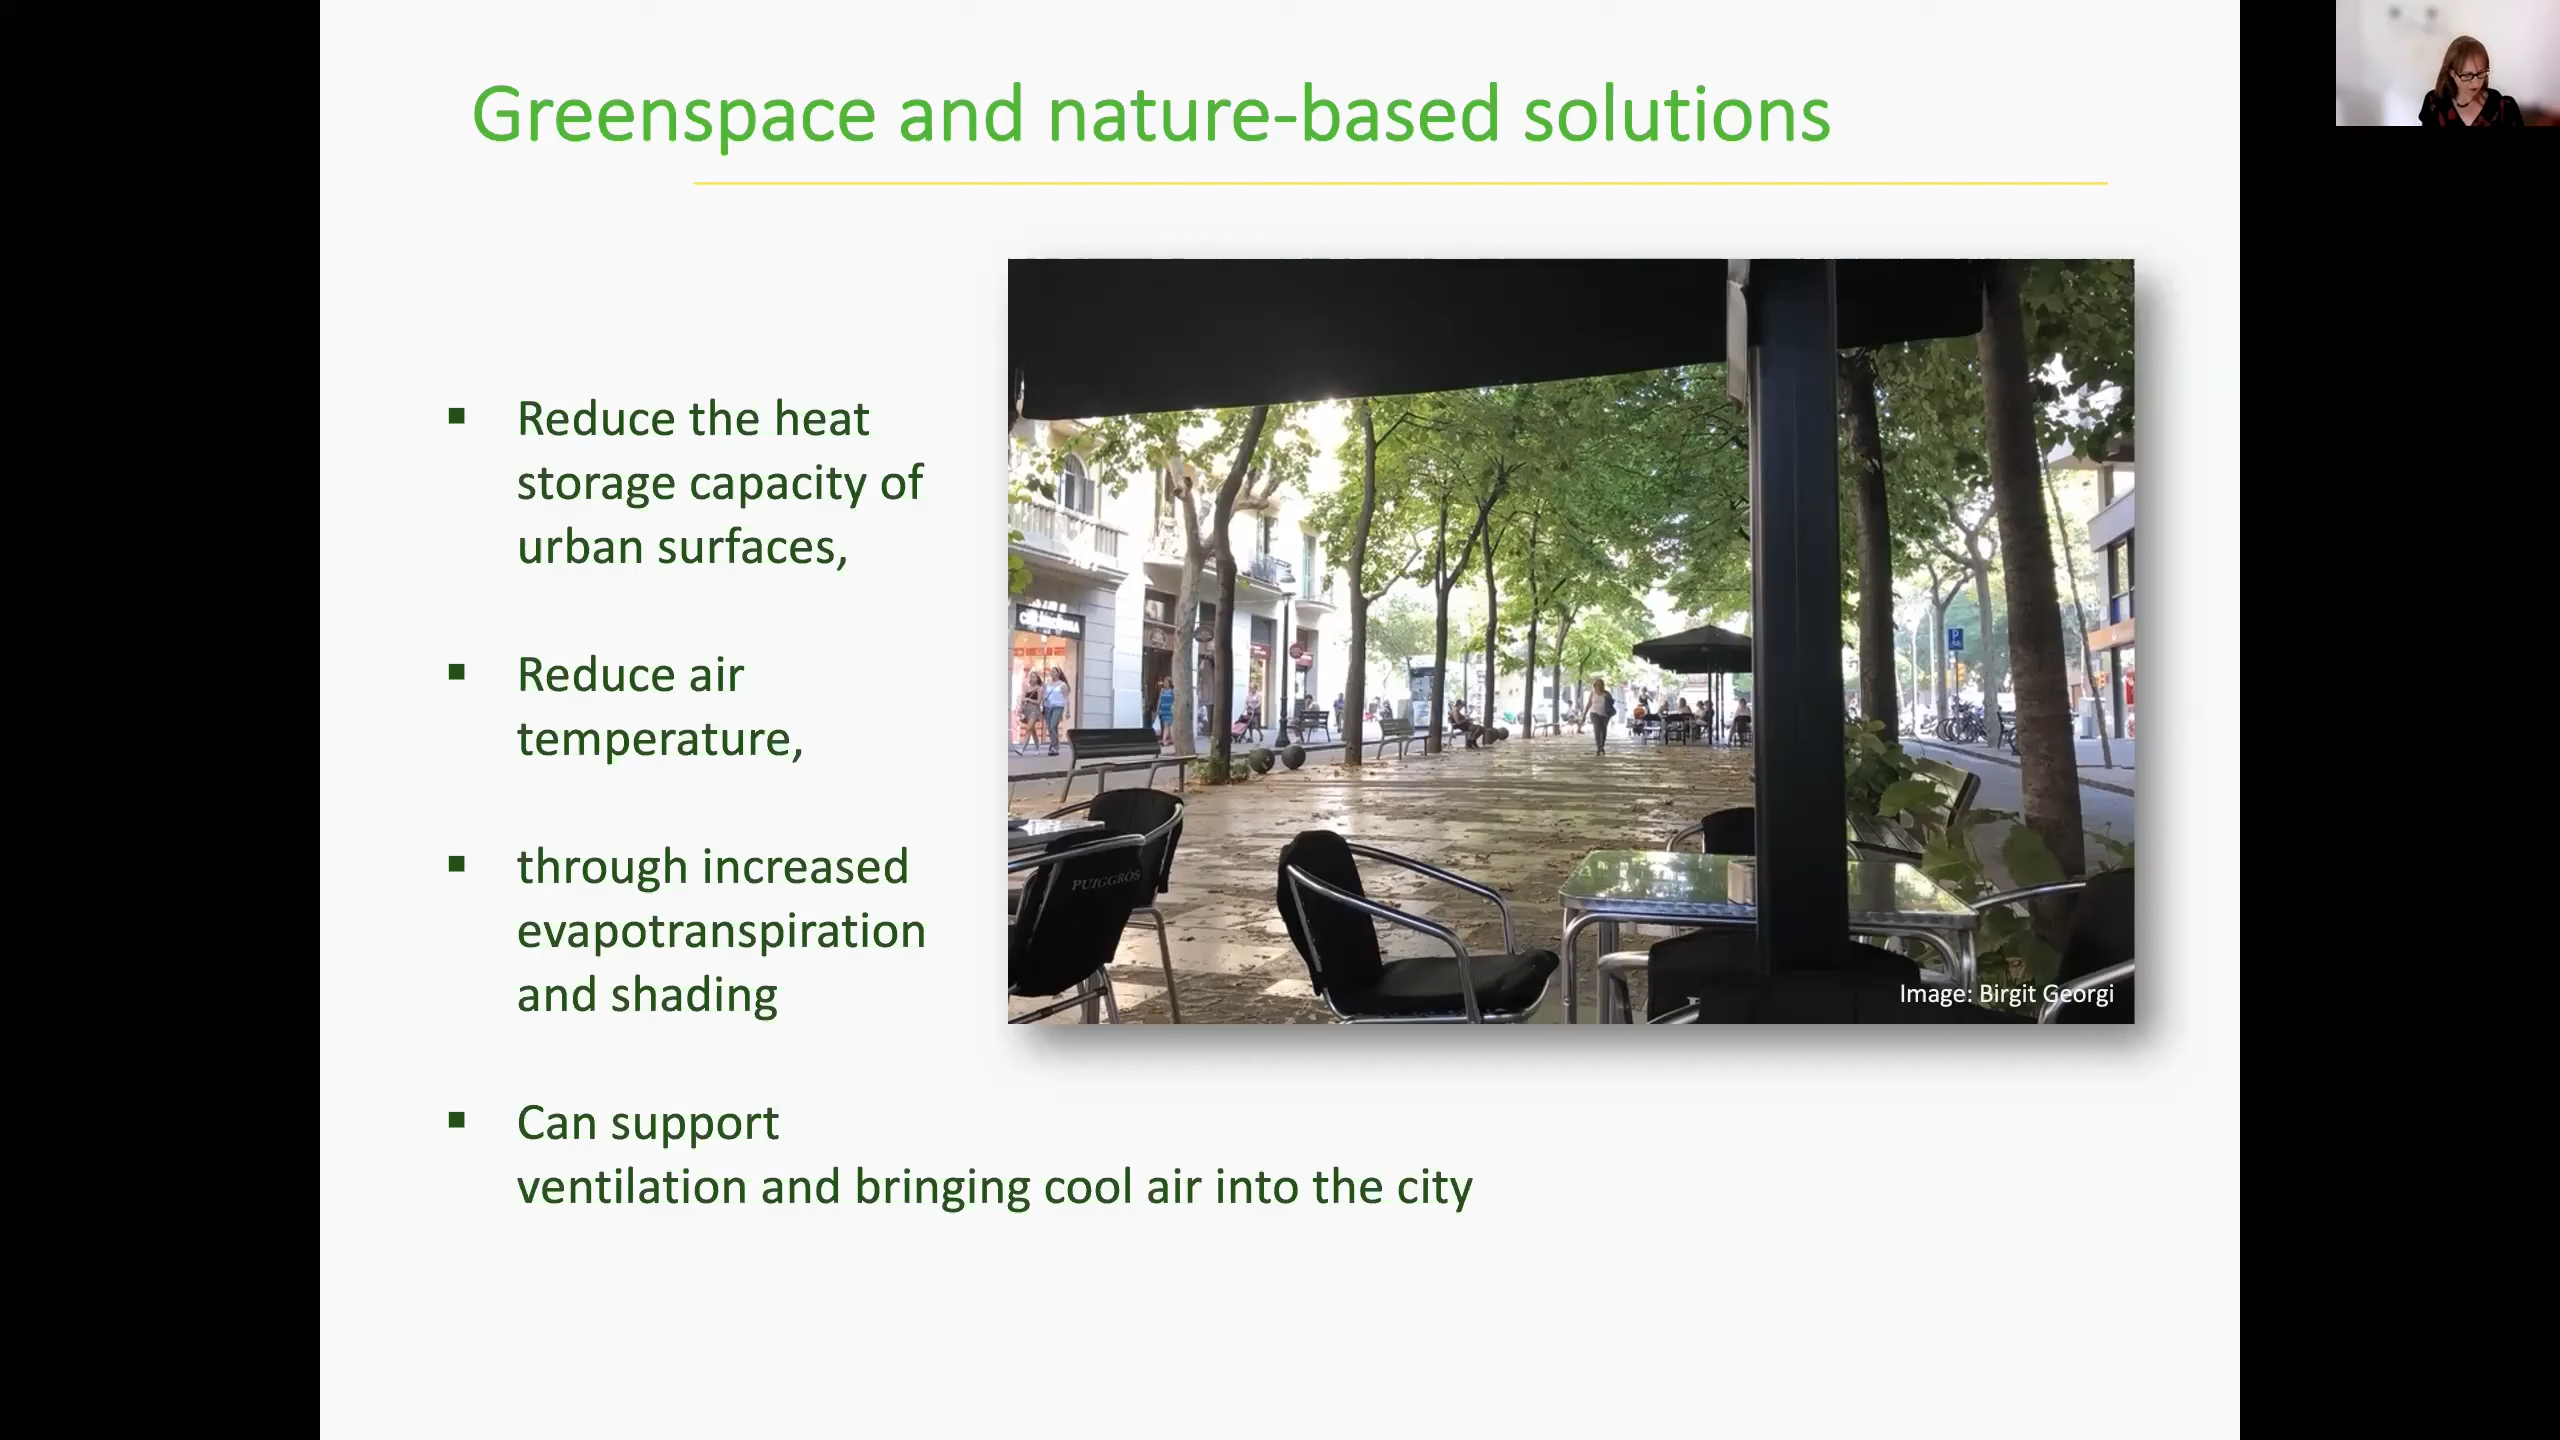 Greenspace and nature-based solutions
▪ Reduce the heat
storage capacity of
urban surfaces,
▪ Reduce air
temperature,
▪ through increased
evapotranspiration
and shading
▪ Can support
ventilation and bringing cool air into the city
PUIGGRÒS
P
Image: Birgit Georgi